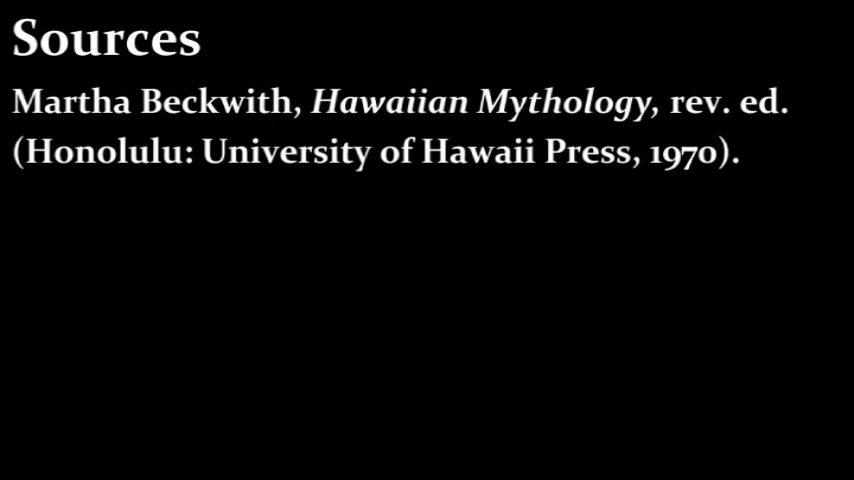 Sources
Martha Beckwith, Hawaiian Mythology, rev. ed.
(Honolulu: University of Hawaii Press, 1970).